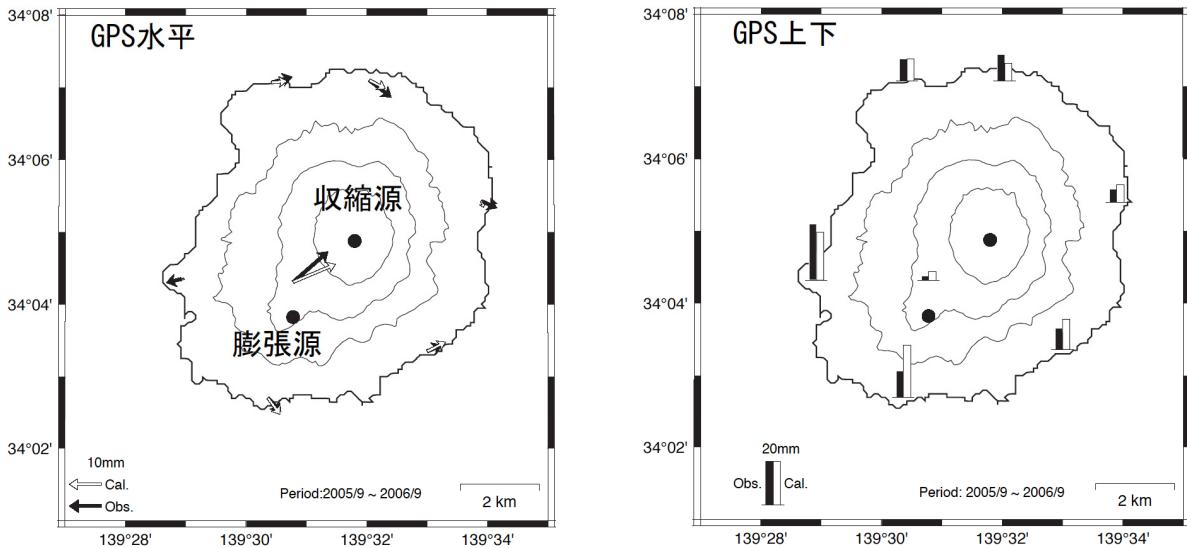 GPS水平
34°08'
34°06'
34°04'
34°02'
収縮源
膨張源
10mm
Cal.
Obs.
Period:2005/9 ~ 2006/9
2 km
139°28'
139°30'
139°32'
139°34'
GPS上下
34°08'
34°06'
34°04'
34°02'
20mm
Obs.
Cal.
Period: 2005/9 ~ 2006/9
2 km
139°28'
139°30'
139°32'
139°34'